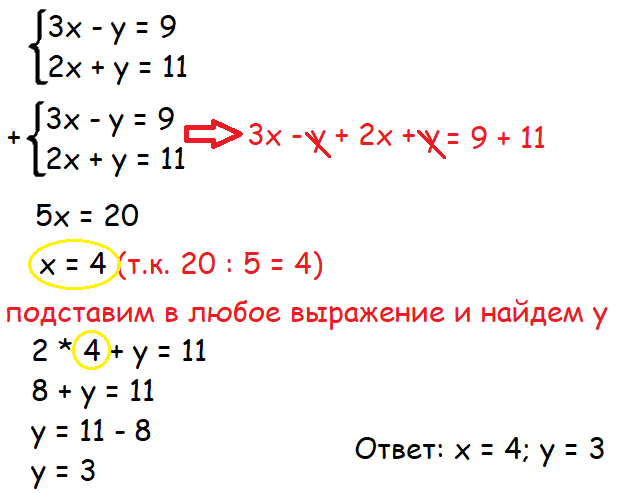 3x - y = 9
2x + y = 11
+ 3x - y = 9 3x - y + 2x + y = 9 + 11
2x + y = 11
5x = 20
x = 4 (т.к. 20 : 5 = 4)
подставим в любое выражение и найдем y
2 * 4 + y = 11
8 + y = 11
y = 11 - 8
y = 3
Ответ: x = 4; y = 3